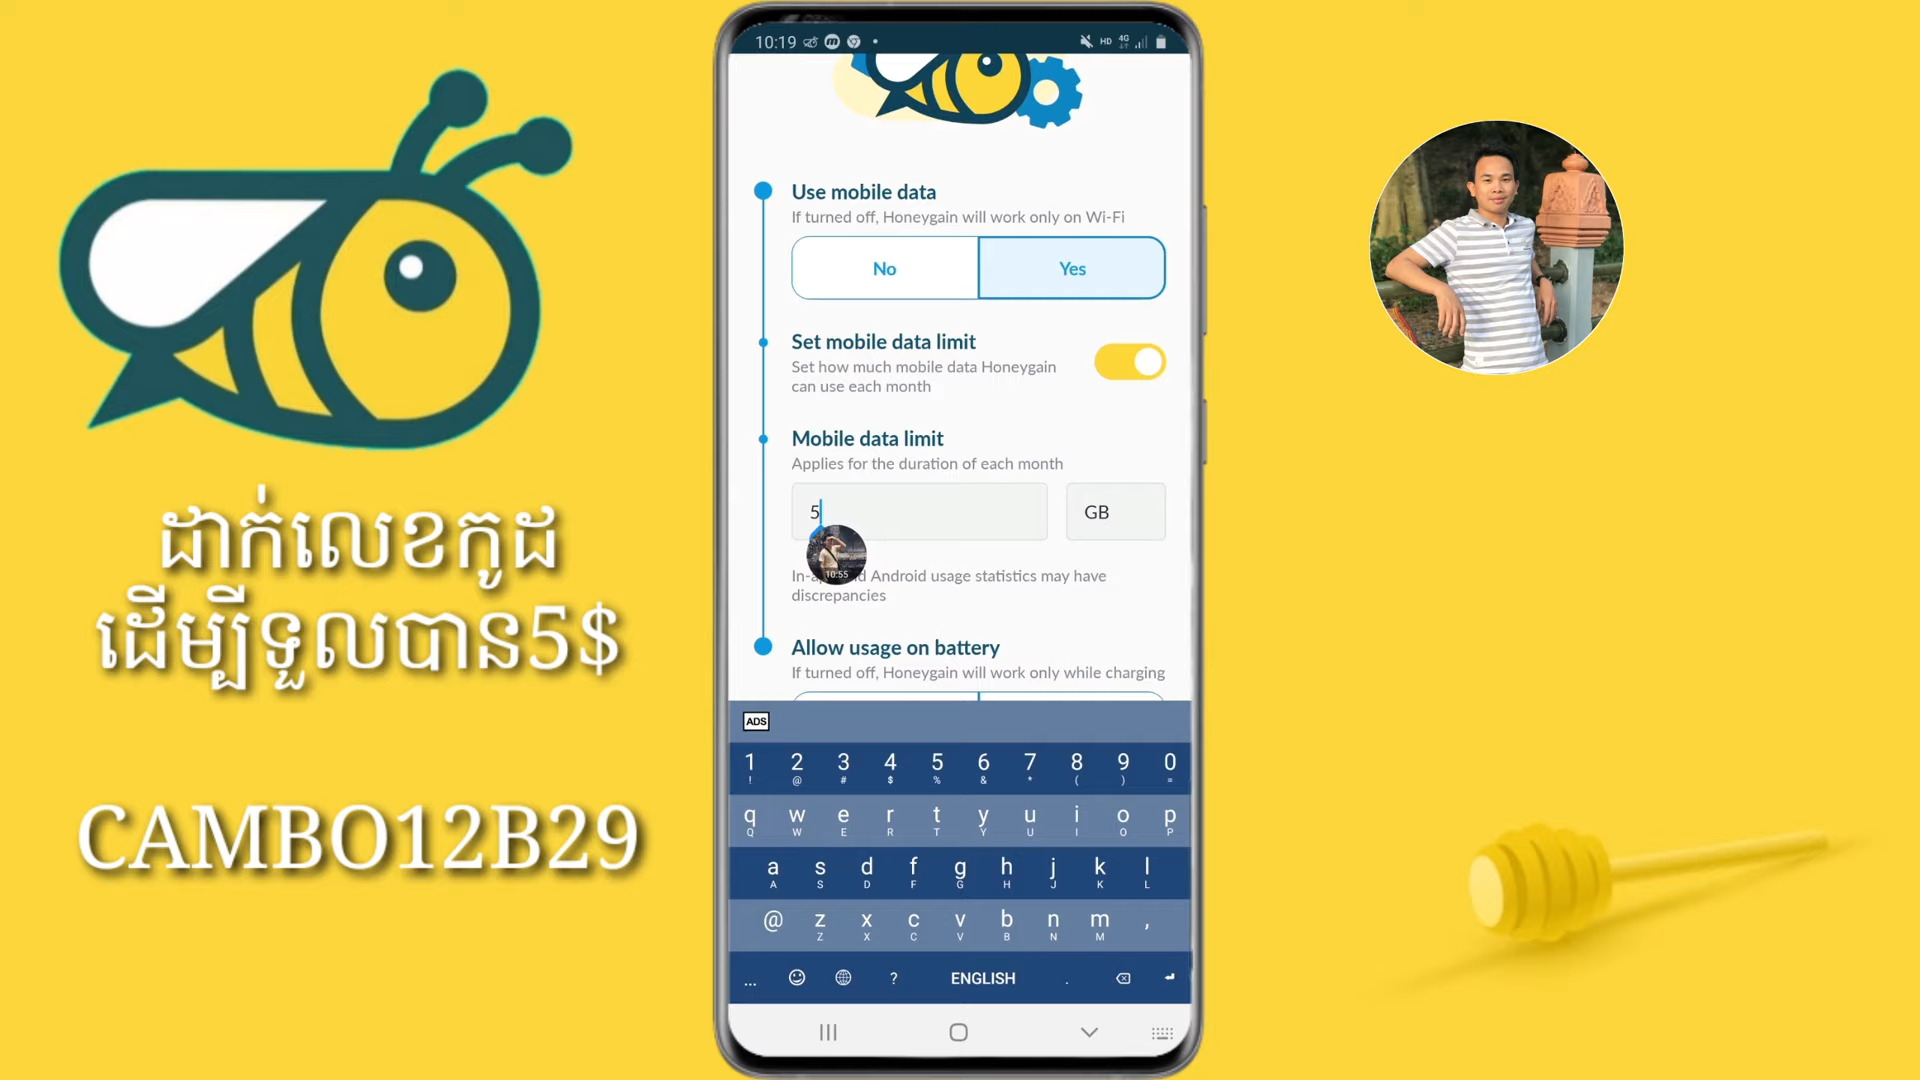 10:19
HD
4G
Use mobile data
If turned off, Honeygain will work only on Wi-Fi
No
Yes
Set mobile data limit
Set how much mobile data Honeygain
can use each month
Mobile data limit
Applies for the duration of each month
5
GB
10:55
Android usage statistics may have
discrepancies
Allow usage on battery
If turned off, Honeygain will work only while charging
ADS
1 2 3 4 5 6 7 8 9 0
! @ # $ % & * ( ) =
q w e r t y u i o p
Q W E R T Y U I O P
a s d f g h j k l
A S D F G H J K L
@ z x c v b n m ,
Z X C V B N M
... ? ENGLISH .
ដាក់លេខកូដ
ដើម្បីទួលបាន5$
CAMBO12B29